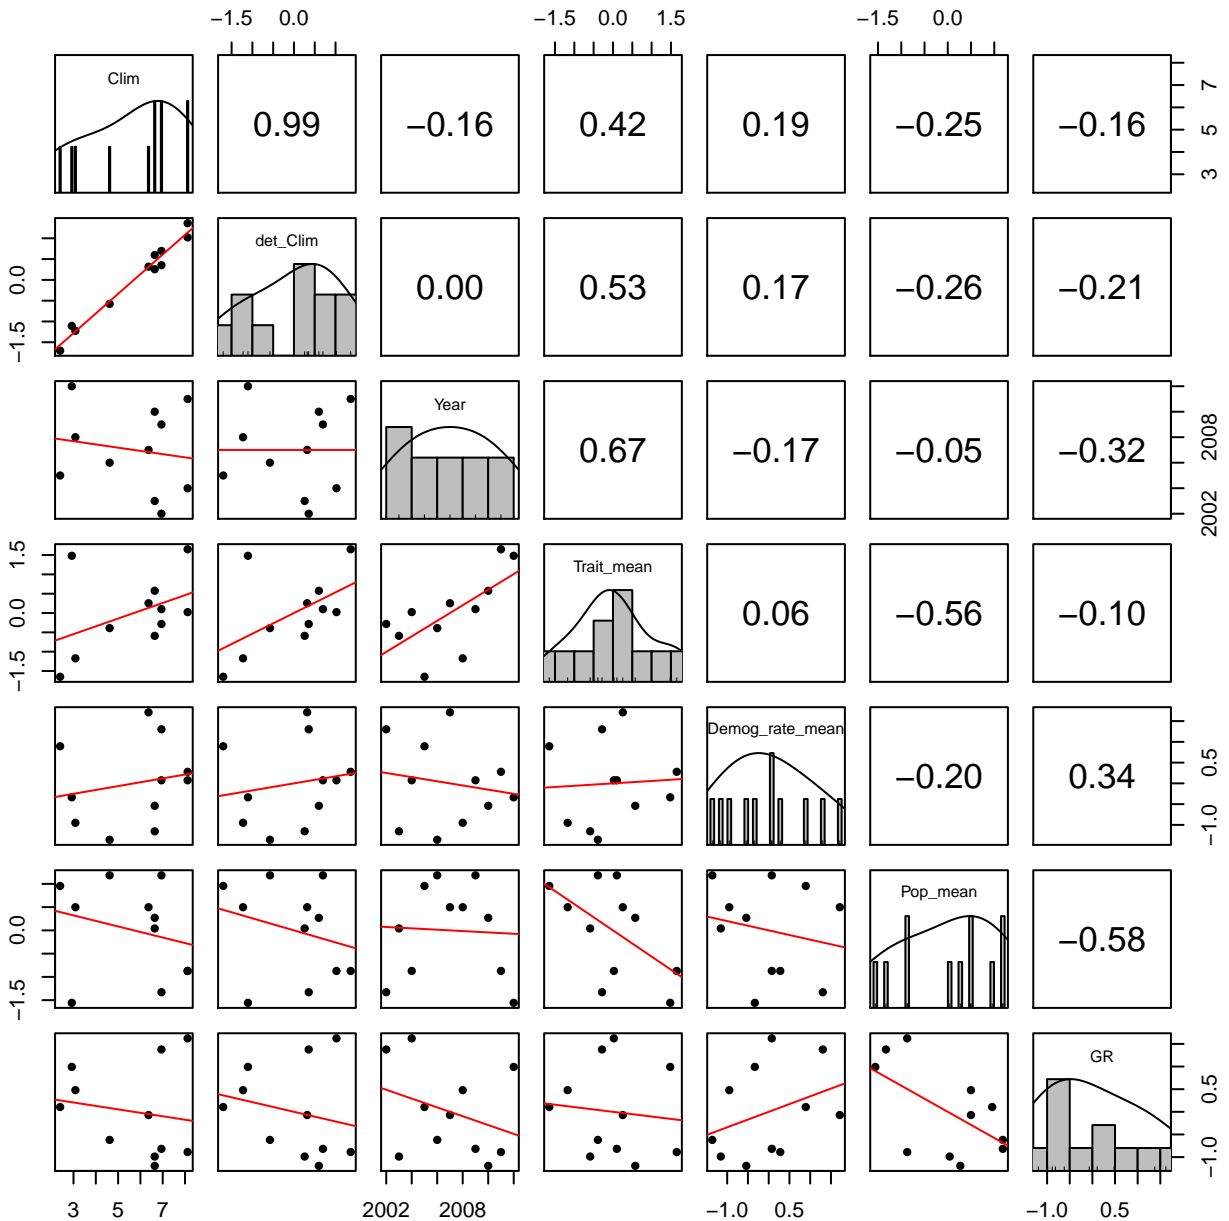 −1.5 0.0 −1.5 0.0 1.5 −1.5 0.0
Clim 0.99 −0.16 0.42 0.19 −0.25 −0.16 3 5 7
−1.5 0.0 det_Clim 0.00 0.53 0.17 −0.26 −0.21
Year 0.67 −0.17 −0.05 −0.32 2002 2008
−1.5 0.0 1.5 Trait_mean 0.06 −0.56 −0.10
Demog_rate_mean −0.20 0.34 −1.0 0.5
−1.5 0.0 Pop_mean −0.58
GR −1.0 0.5
3 5 7 2002 2008 −1.0 0.5 −1.0 0.5